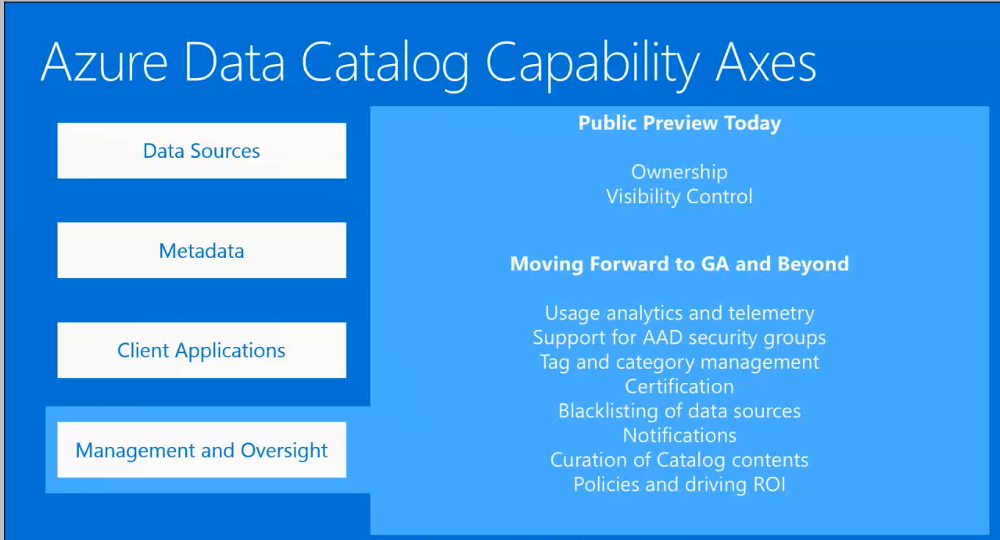 Azure Data Catalog Capability Axes
Data Sources
Metadata
Client Applications
Management and Oversight
Public Preview Today
Ownership
Visibility Control
Moving Forward to GA and Beyond
Usage analytics and telemetry
Support for AAD security groups
Tag and category management
Certification
Blacklisting of data sources
Notifications
Curation of Catalog contents
Policies and driving ROI